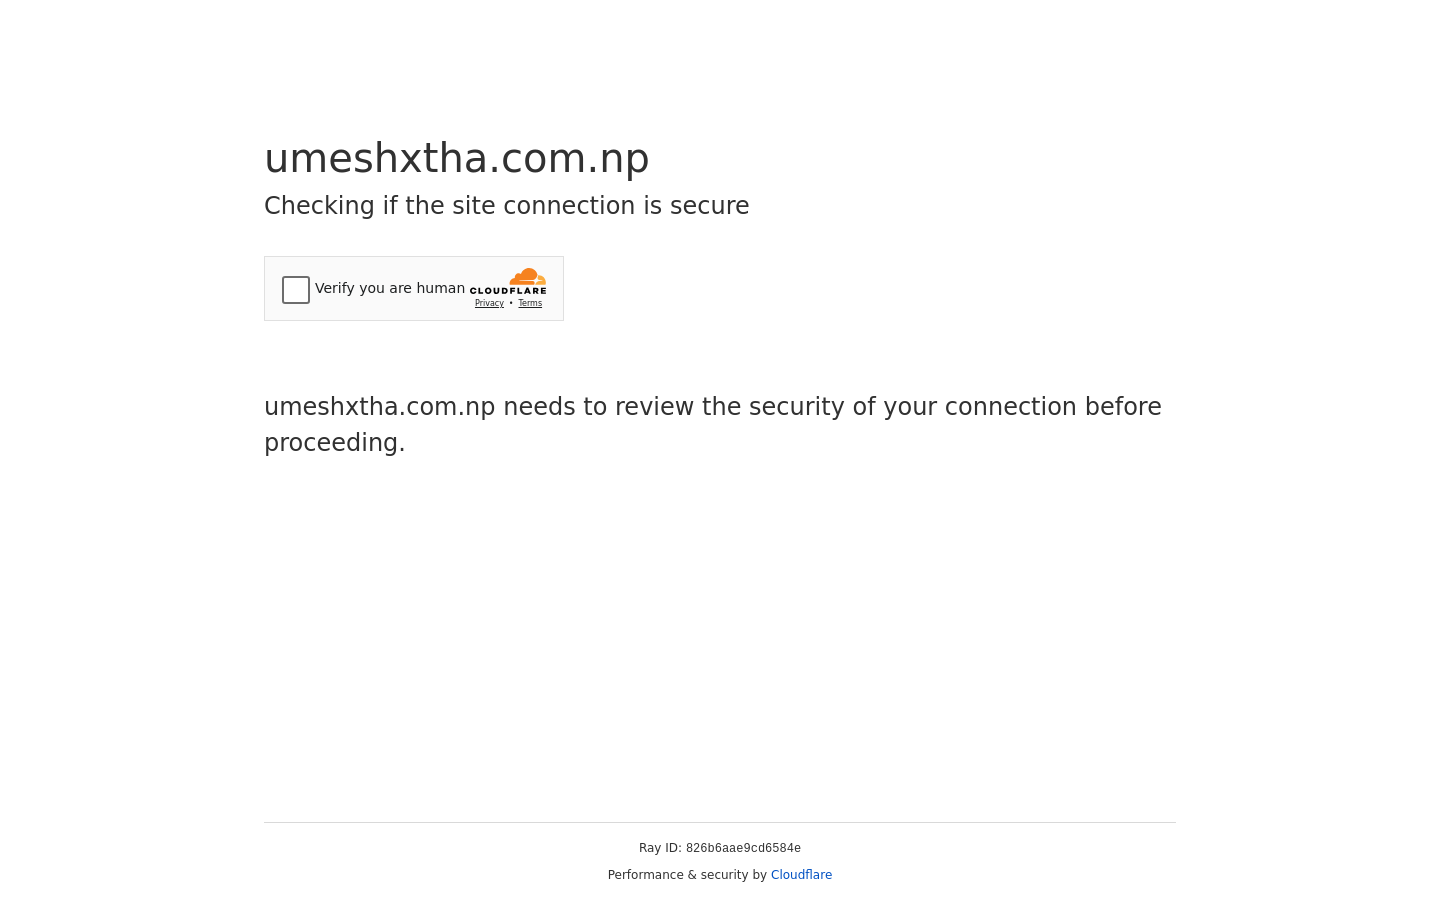 umeshxtha.com.np
Checking if the site connection is secure
Verify you are human
CLOUDFLARE
Privacy • Terms
umeshxtha.com.np needs to review the security of your connection before
proceeding.
Ray ID: 826b6aae9cd6584e
Performance & security by Cloudflare